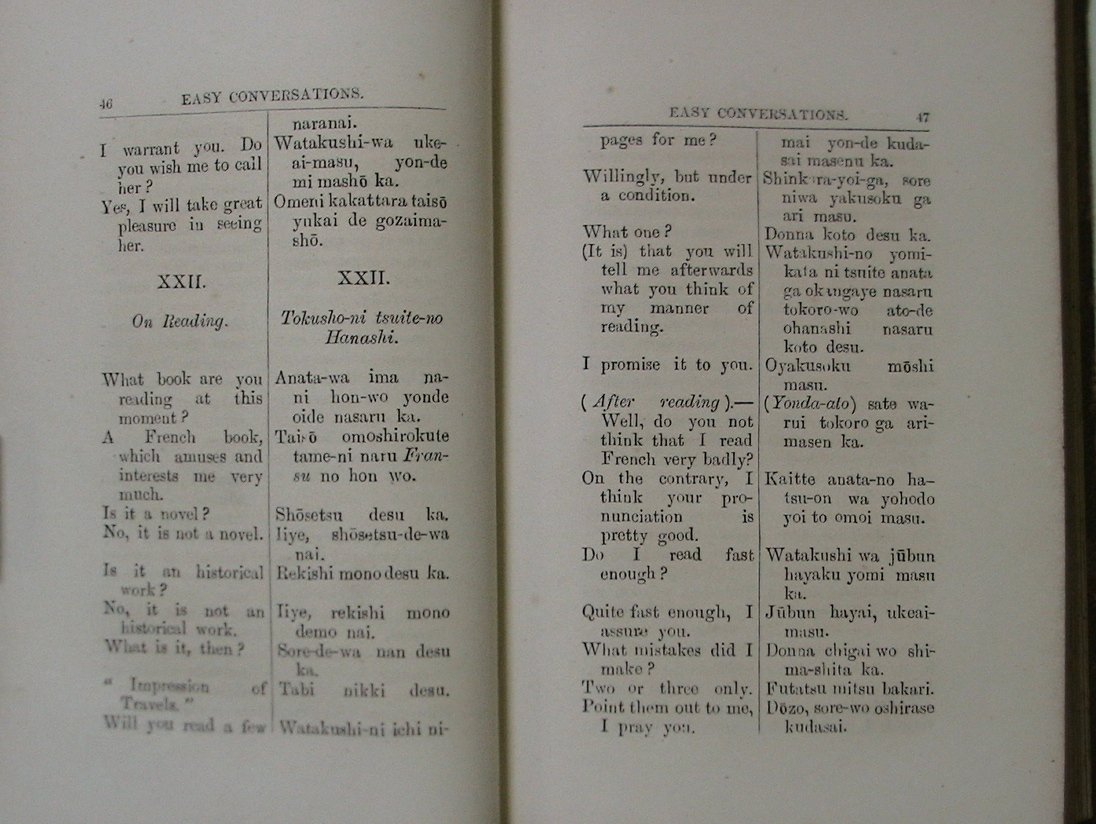 46
EASY CONVERSATIONS.
I warrant you. Do
you wish me to call
her?
Yes, I will take great
pleasure in seeing
her.
XXII.
On Reading.
What book are you
reading at this
moment?
A French book,
which amuses and
interests me very
much.
Is it a novel?
No, it is not a novel.
Is it an historical
work?
No, it is not an
historical work.
What is it, then?
" Impression of
Travels."
Will you read a few
naranai.
Watakushi-wa uke-
ai-masu, yon-de
mi mashō ka.
Omeni kakattara taisō
yukai de gozaima-
shō.
XXII.
Tokusho-ni tsuite-no
Hanashi.
Anata-wa ima na-
ni hon-wo yonde
oide nasaru ka.
Taisō omoshirokute
tame-ni naru Fran-
su no hon wo.
Shōsetsu desu ka.
Iiye, shōsetsu-de-wa
nai.
Rekishi mono desu ka.
Iiye, rekishi mono
demo nai.
Sore-de-wa nan desu
ka.
Tabi nikki desu.
Watakushi-ni ichi ni-
EASY CONVERSATIONS.
47
pages for me?
Willingly, but under
a condition.
What one?
(It is) that you will
tell me afterwards
what you think of
my manner of
reading.
I promise it to you.
( After reading ).—
Well, do you not
think that I read
French very badly?
On the contrary, I
think your pro-
nunciation is
pretty good.
Do I read fast
enough?
Quite fast enough, I
assure you.
What mistakes did I
make?
Two or three only.
Point them out to me,
I pray you.
mai yon-de kuda-
sai masenu ka.
sore
niwa yakusoku ga
ari masu.
Donna koto desu ka.
Watakushi-no yomi-
kata ni tsuite anata
ga okangaye nasaru
tokoro-wo ato-de
ohanashi nasaru
koto desu.
Oyakusoku mōshi
masu.
(Yonda-ato) sate wa-
rui tokoro ga ari-
masen ka.
Kaitte anata-no ha-
tsu-on wa yohodo
yoi to omoi masu.
Watakushi wa jūbun
hayaku yomi masu
ka.
Jūbun hayai, ukeai-
masu.
Donna chigai wo shi-
ma-shita ka.
Futatsu mitsu bakari.
Dōzo, sore-wo oshirase
kudasai.